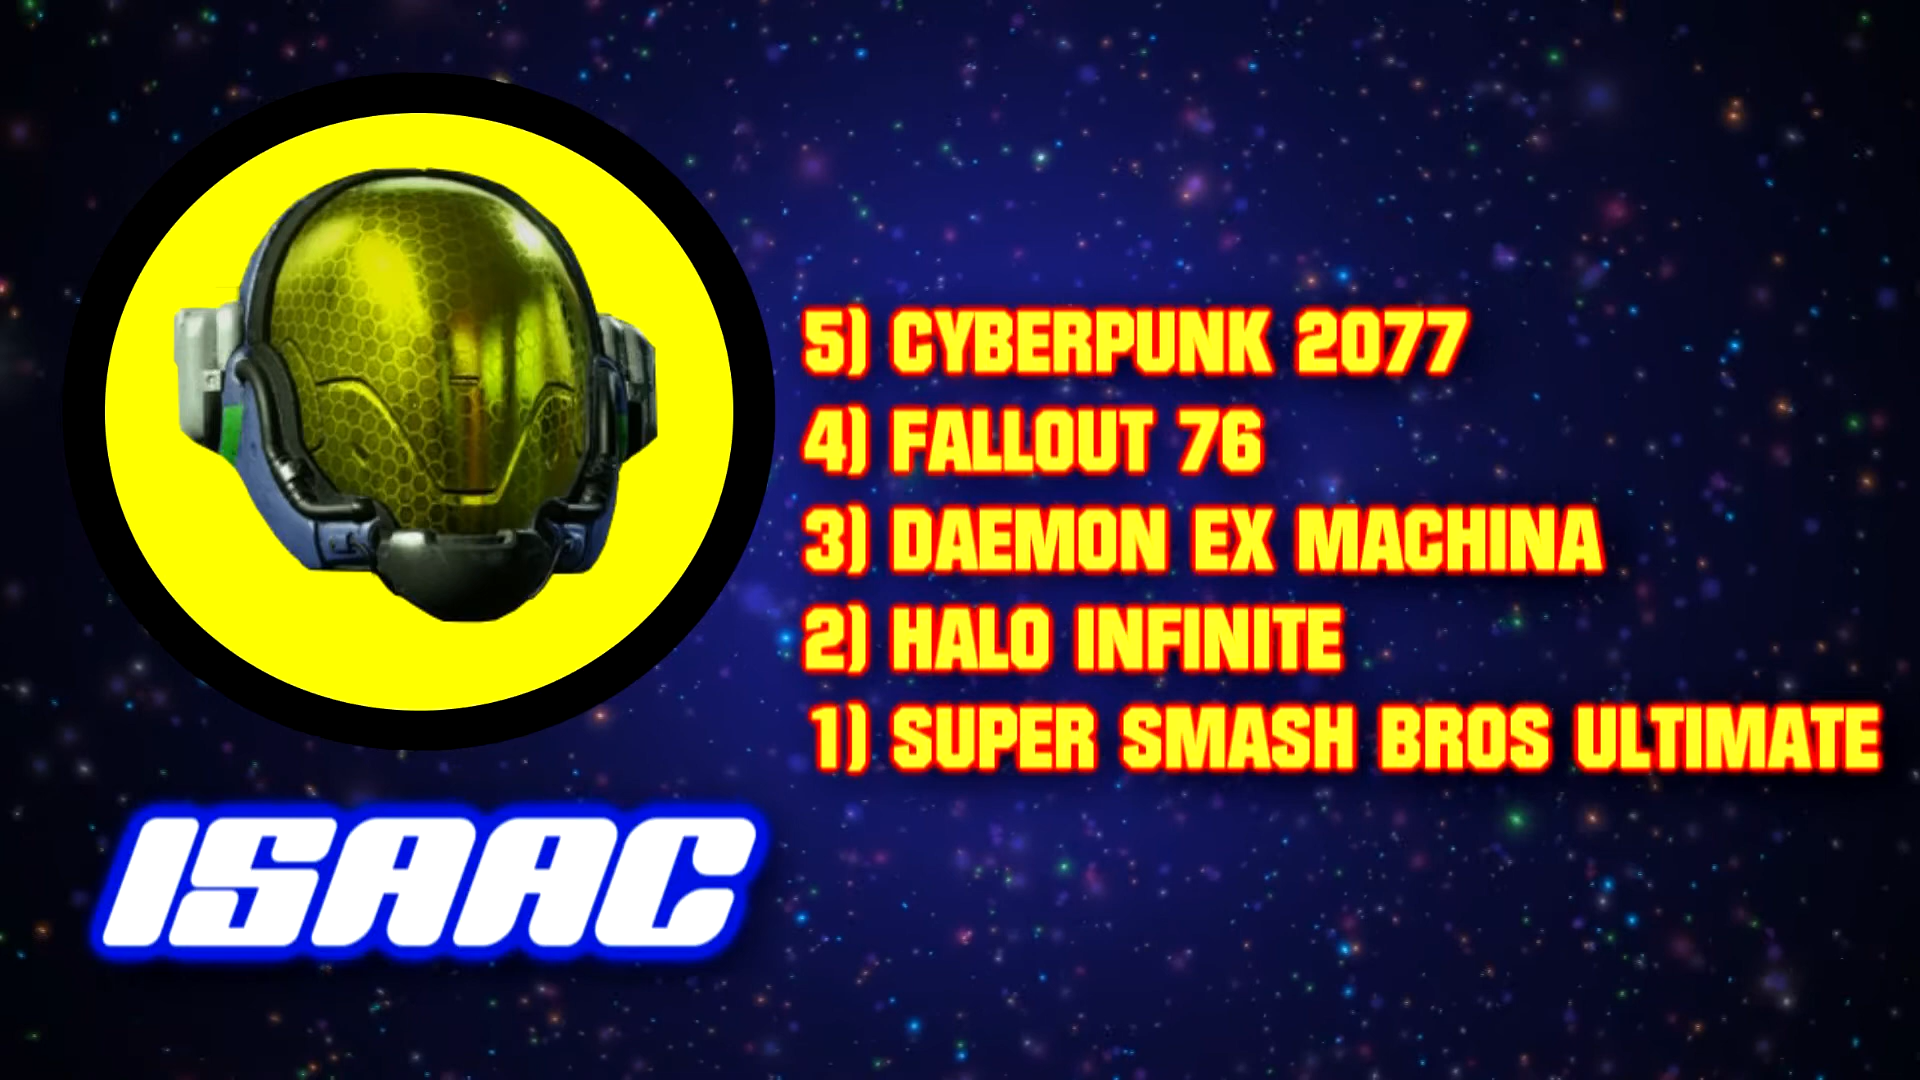 5) CYBERPUNK 2077
4) FALLOUT 76
3) DAEMON EX MACHINA
2) HALO INFINITE
1) SUPER SMASH BROS ULTIMATE
ISAAC